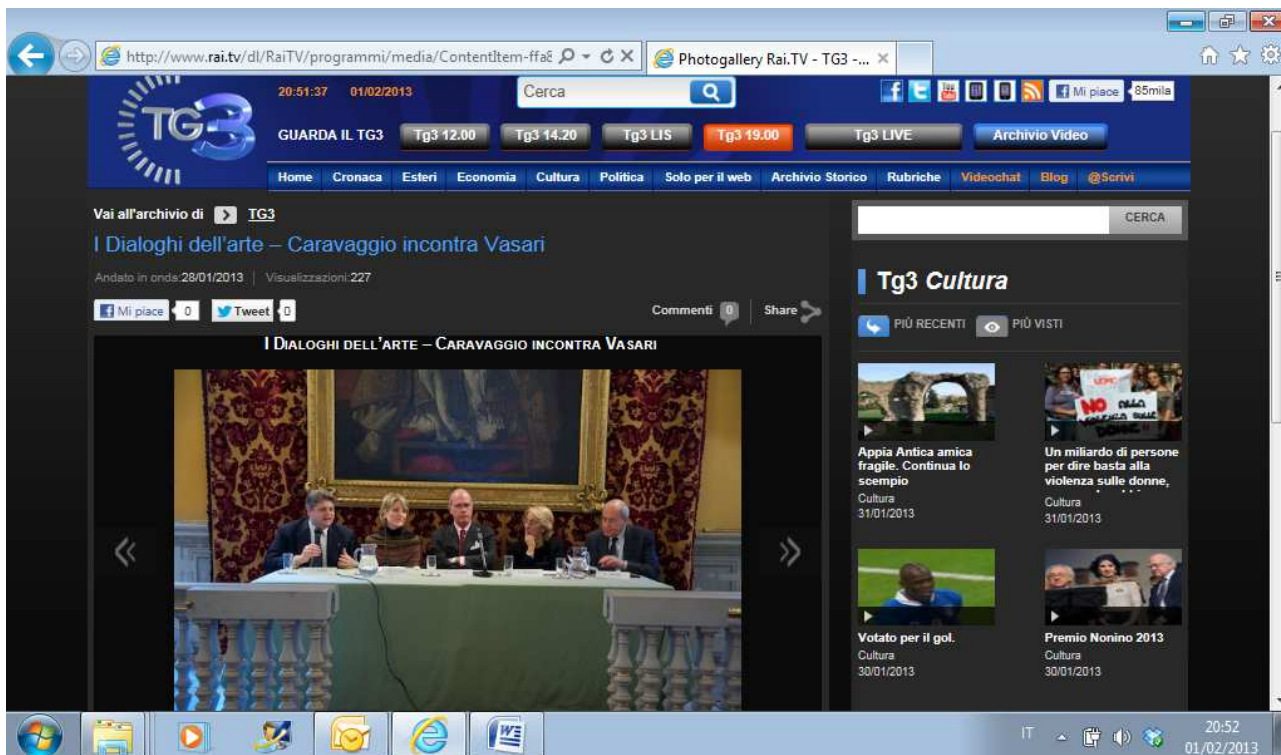 http://www.rai.tv/dl/RaiTV/programmi/media/ContentItem-ffa8
Photogallery Rai.TV - TG3 -...
TG3
20:51:37 01/02/2013
Cerca
Mi piace 85mila
GUARDA IL TG3 Tg3 12.00 Tg3 14.20 Tg3 LIS Tg3 19.00 Tg3 LIVE Archivio Video
Home Cronaca Esteri Economia Cultura Politica Solo per il web Archivio Storico Rubriche Videochat Blog @Scrivi
Vai all'archivio di TG3
I Dialoghi dell'arte – Caravaggio incontra Vasari
Andato in onda:28/01/2013 | Visualizzazioni:227
Mi piace 0 Tweet 0 Commenti 0 Share
I DIALOGHI DELL'ARTE – CARAVAGGIO INCONTRA VASARI
CERCA
Tg3 Cultura
PIÙ RECENTI PIÙ VISTI
NO ALLA
DONNE
Appia Antica amica
fragile. Continua lo
scempio
Cultura
31/01/2013
Un miliardo di persone
per dire basta alla
violenza sulle donne,
Cultura
31/01/2013
Votato per il gol.
Cultura
30/01/2013
Premio Nonino 2013
Cultura
30/01/2013
IT
20:52
01/02/2013